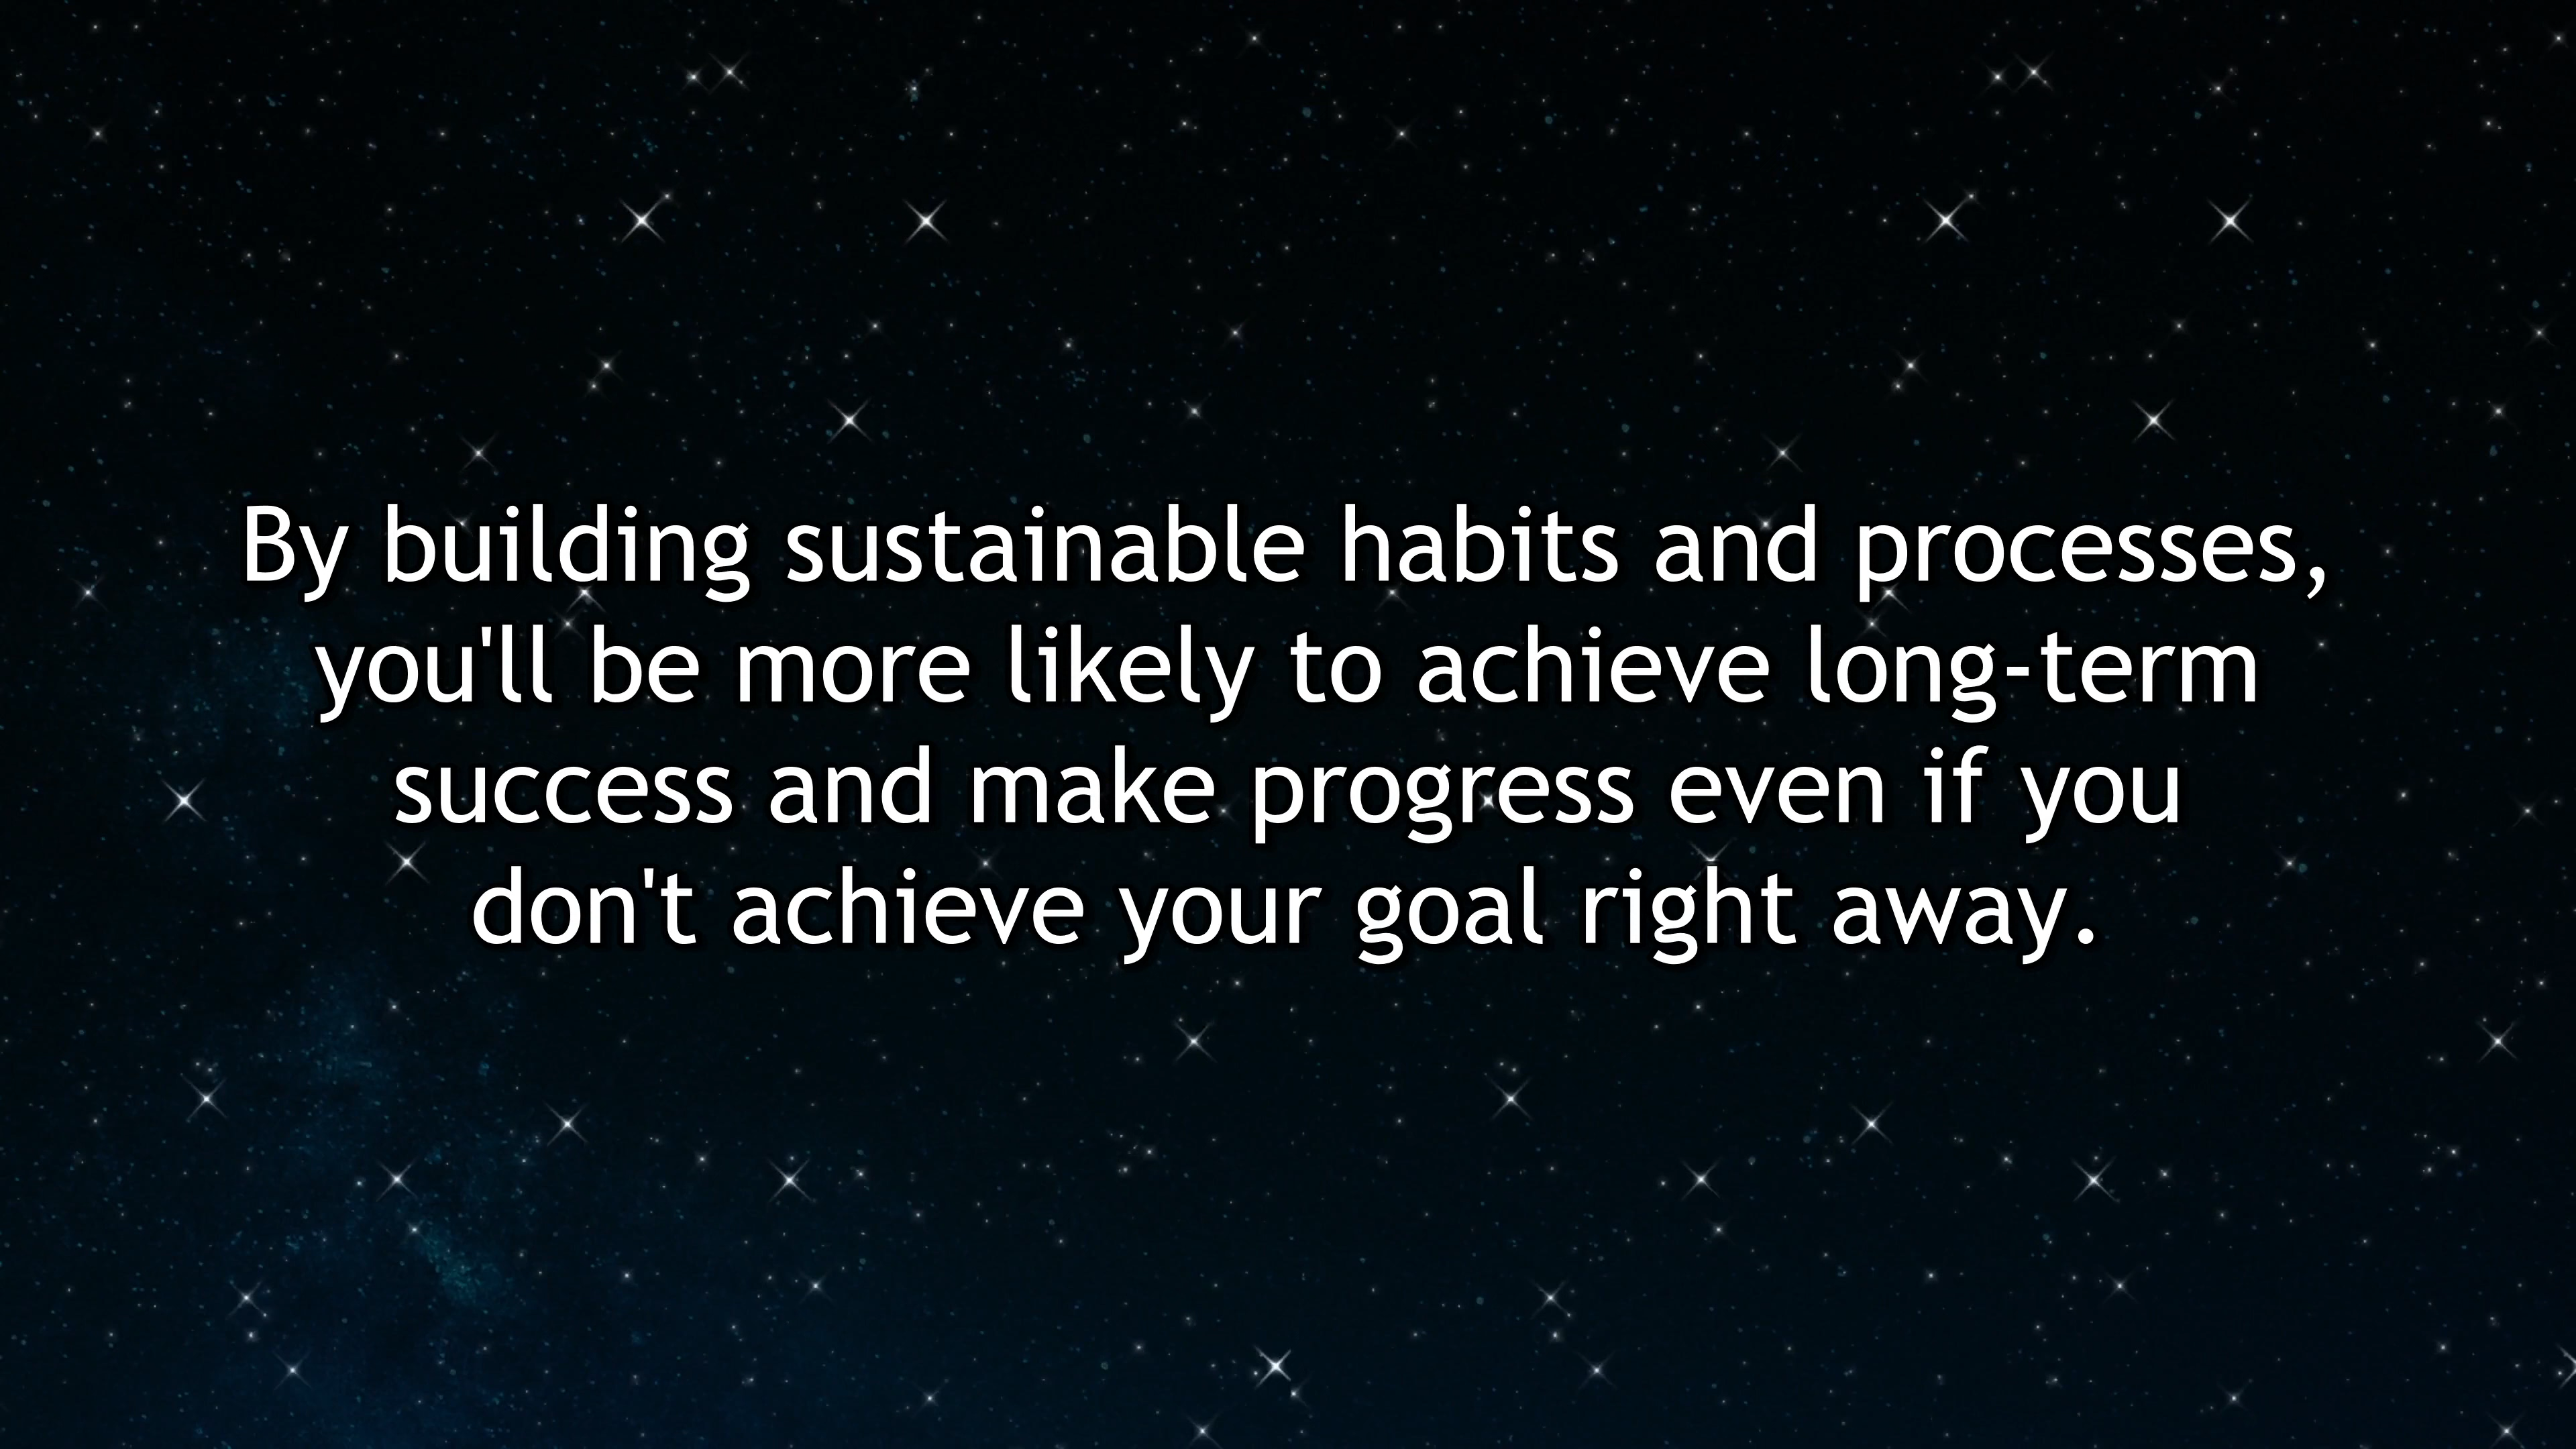 By building sustainable habits and processes,
you'll be more likely to achieve long-term
success and make progress even if you
don't achieve your goal right away.